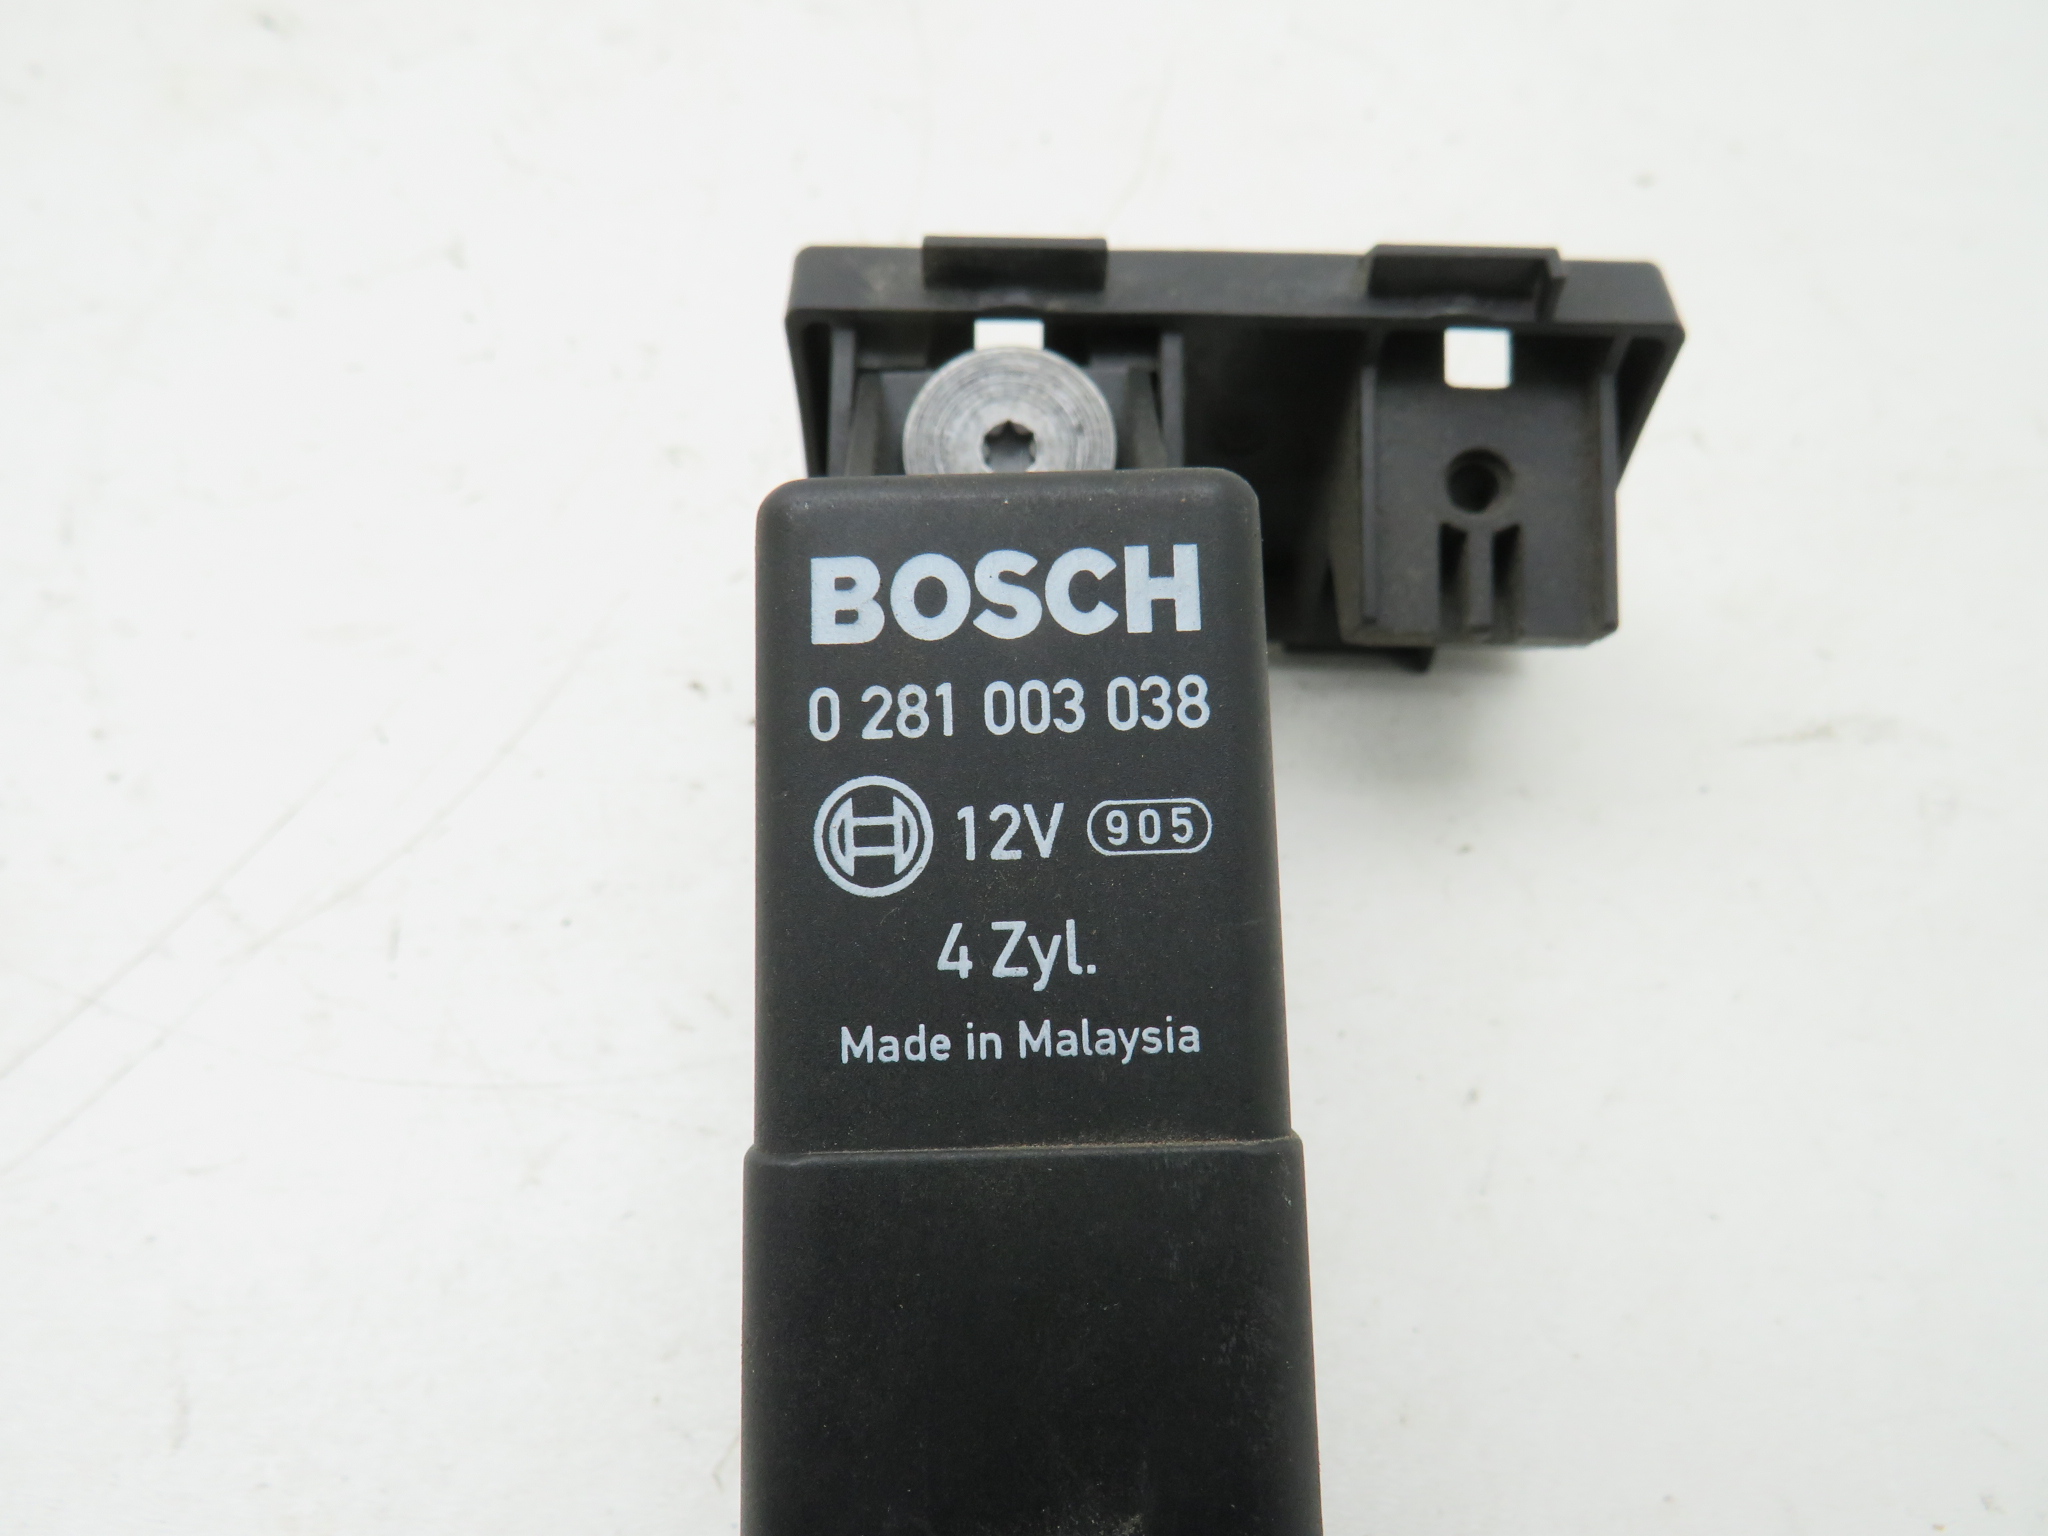 BOSCH
0 281 003 038
12V 905
4 Zyl.
Made in Malaysia